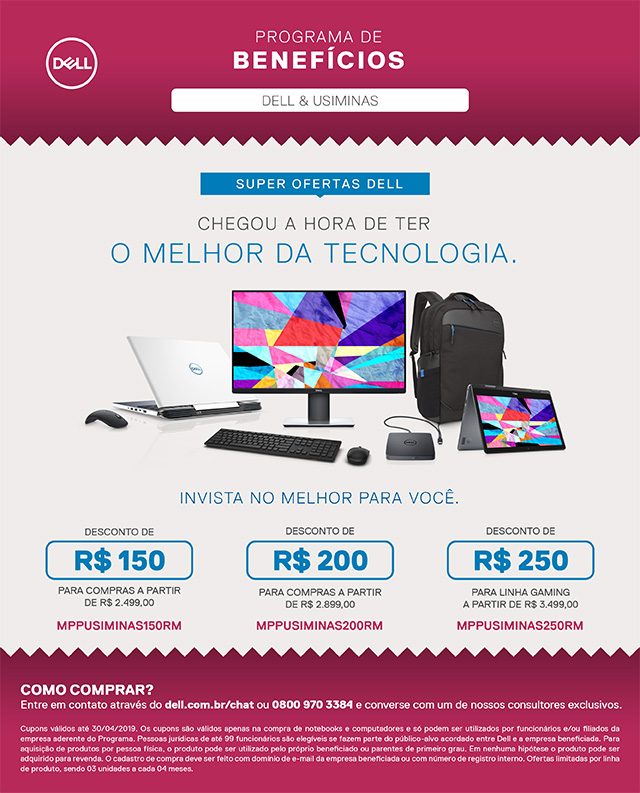 DELL
PROGRAMA DE
BENEFÍCIOS
DELL & USIMINAS
SUPER OFERTAS DELL
CHEGOU A HORA DE TER
O MELHOR DA TECNOLOGIA.
INVISTA NO MELHOR PARA VOCÊ.
DESCONTO DE
R$ 150
PARA COMPRAS A PARTIR
DE R$ 2.499,00
MPPUSIMINAS150RM
DESCONTO DE
R$ 200
PARA COMPRAS A PARTIR
DE R$ 2.899,00
MPPUSIMINAS200RM
DESCONTO DE
R$ 250
PARA LINHA GAMING
A PARTIR DE R$ 3.499,00
MPPUSIMINAS250RM
COMO COMPRAR?
Entre em contato através do dell.com.br/chat ou 0800 970 3384 e converse com um de nossos consultores exclusivos.
Cupons válidos até 30/04/2019. Os cupons são válidos apenas na compra de notebooks e computadores e só podem ser utilizados por funcionários e/ou filiados da
empresa aderente do Programa. Pessoas jurídicas de até 99 funcionários são elegíveis se fazem parte do público-alvo acordado entre Dell e a empresa beneficiada. Para
aquisição de produtos por pessoa física, o produto pode ser utilizado pelo próprio beneficiado ou parentes de primeiro grau. Em nenhuma hipótese o produto pode ser
adquirido para revenda. O cadastro de compra deve ser feito com domínio de e-mail da empresa beneficiada ou com número de registro interno. Ofertas limitadas por linha
de produto, sendo 03 unidades a cada 04 meses.